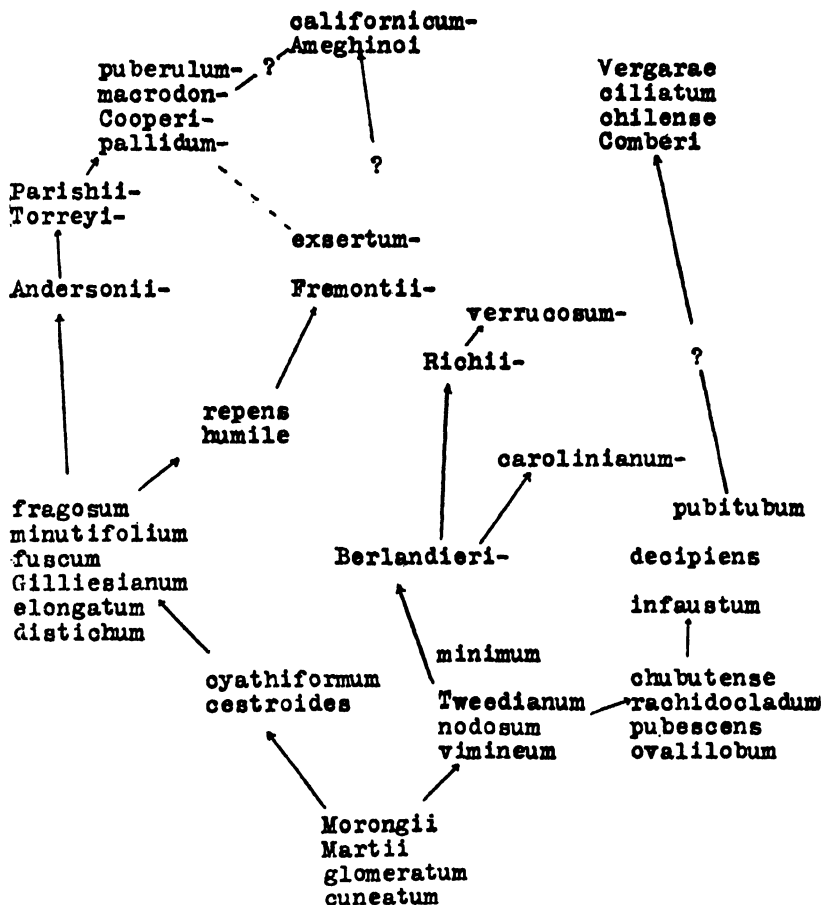 californicum-
Ameghinoi
puberulum- ?
macrodon-
Cooperi-
pallidum-
Vergarae
ciliatum
chilense
Comberi
?
Parishii-
Torreyi-
exsertum-
Andersonii-
Fremontii-
verrucosum-
Richii-
?
repens
humile
carolinianum-
fragosum
minutifolium
fuscum
Gilliesianum
elongatum
distichum
pubitubum
Berlandieri-
decipiens
infaustum
minimum
cyathiformum
cestroides
Tweedianum
nodosum
vimineum
chubutense
rachidocladum
pubescens
ovalilobum
Morongii
Martii
glomeratum
cuneatum